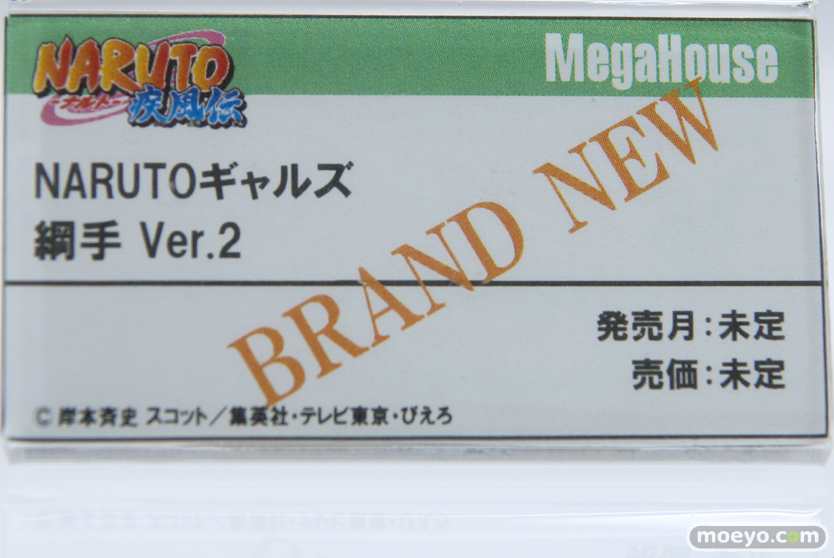 NARUTO
-ナルト-
疾風伝
MegaHouse
NARUTOギャルズ
綱手 Ver.2
BRAND NEW
発売月：未定
売価：未定
© 岸本斉史 スコット／集英社・テレビ東京・ぴえろ
moeyo.com